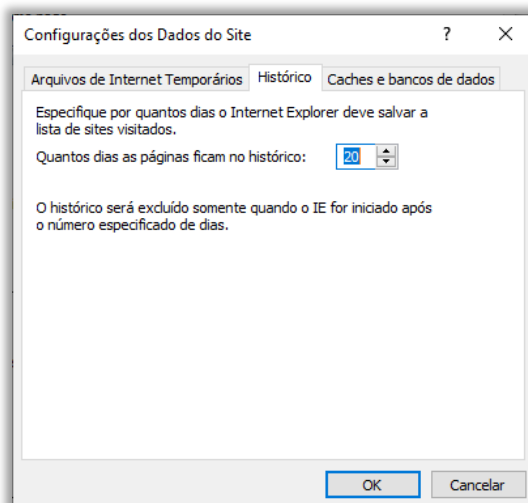 Configurações dos Dados do Site ?
Arquivos de Internet Temporários Histórico Caches e bancos de dados
Especifique por quantos dias o Internet Explorer deve salvar a
lista de sites visitados.
Quantos dias as páginas ficam no histórico: 20
O histórico será excluído somente quando o IE for iniciado após
o número especificado de dias.
OK Cancelar